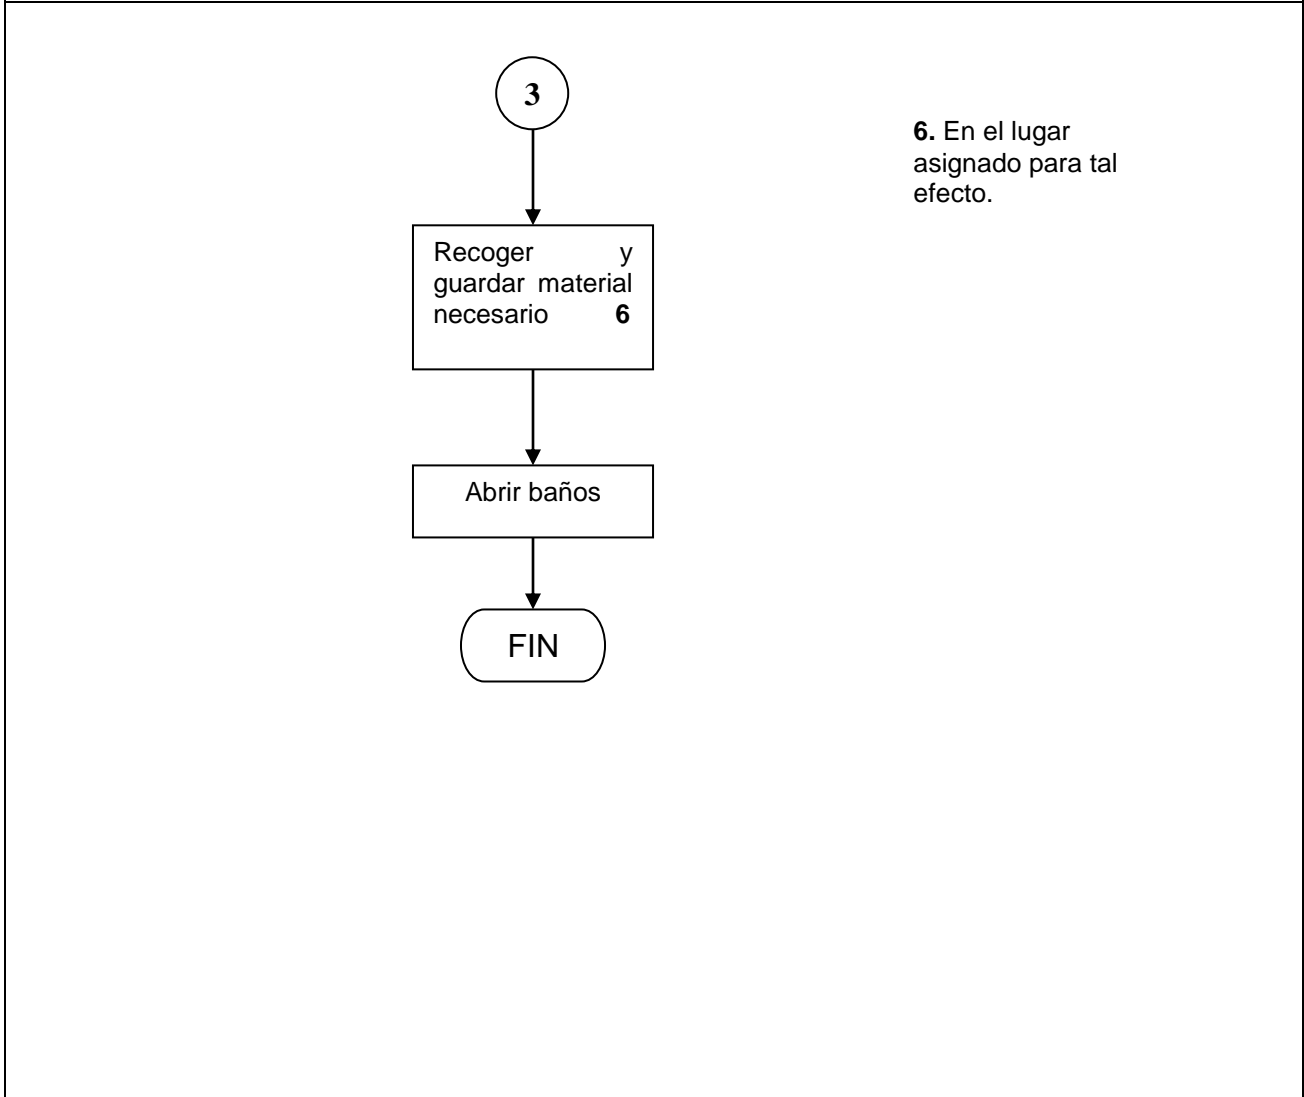 3
6. En el lugar
asignado para tal
efecto.
Recoger y
guardar material
necesario 6
Abrir baños
FIN